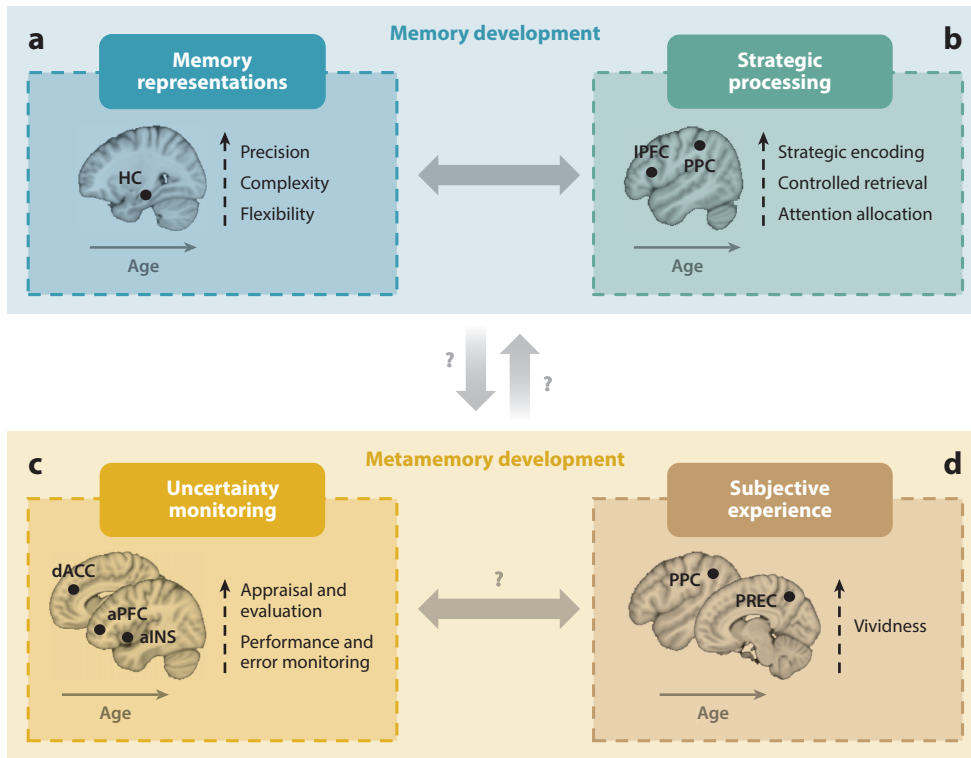 a
Memory development
b
Memory
representations
Strategic
processing
HC
Precision
Complexity
Flexibility
Age
lPFC
PPC
Strategic encoding
Controlled retrieval
Attention allocation
Age
?
?
c
Metamemory development
d
Uncertainty
monitoring
Subjective
experience
dACC
aPFC
aINS
Appraisal and
evaluation
Performance and
error monitoring
Age
?
PPC
PREC
Vividness
Age